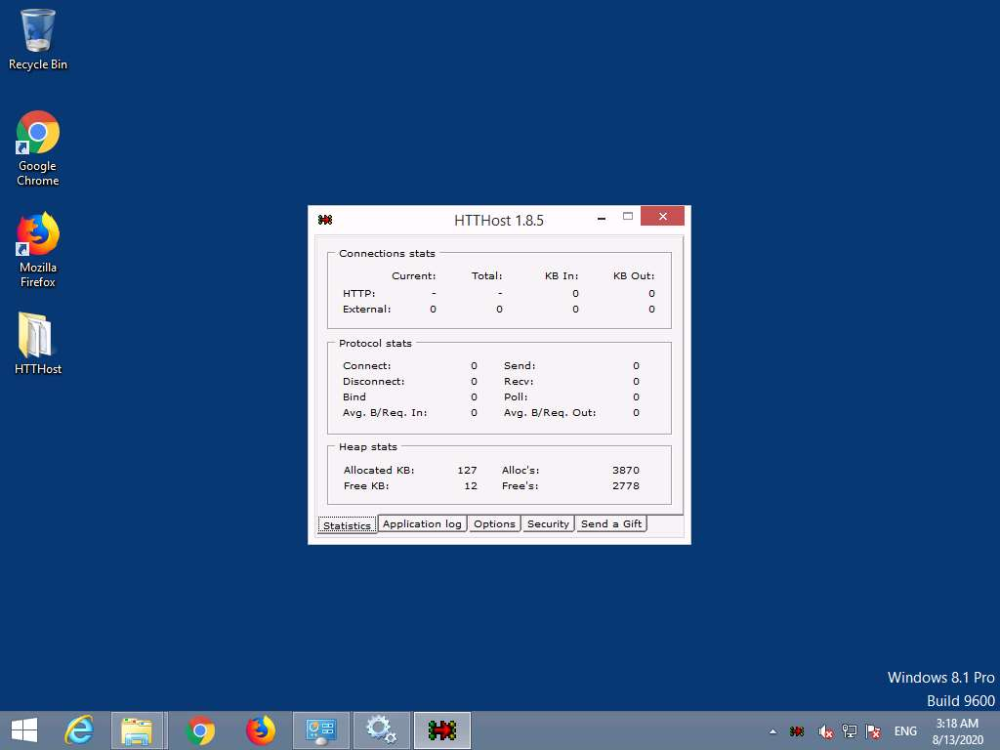 Recycle Bin
Google
Chrome
Mozilla
Firefox
HTTHost
HTTHost 1.8.5
Connections stats
Current: Total: KB In: KB Out:
HTTP: - - 0 0
External: 0 0 0 0
Protocol stats
Connect: 0 Send: 0
Disconnect: 0 Recv: 0
Bind 0 Poll: 0
Avg. B/Req. In: 0 Avg. B/Req. Out: 0
Heap stats
Allocated KB: 127 Alloc's: 3870
Free KB: 12 Free's: 2778
Statistics Application log Options Security Send a Gift
Windows 8.1 Pro
Build 9600
ENG
3:18 AM
8/13/2020